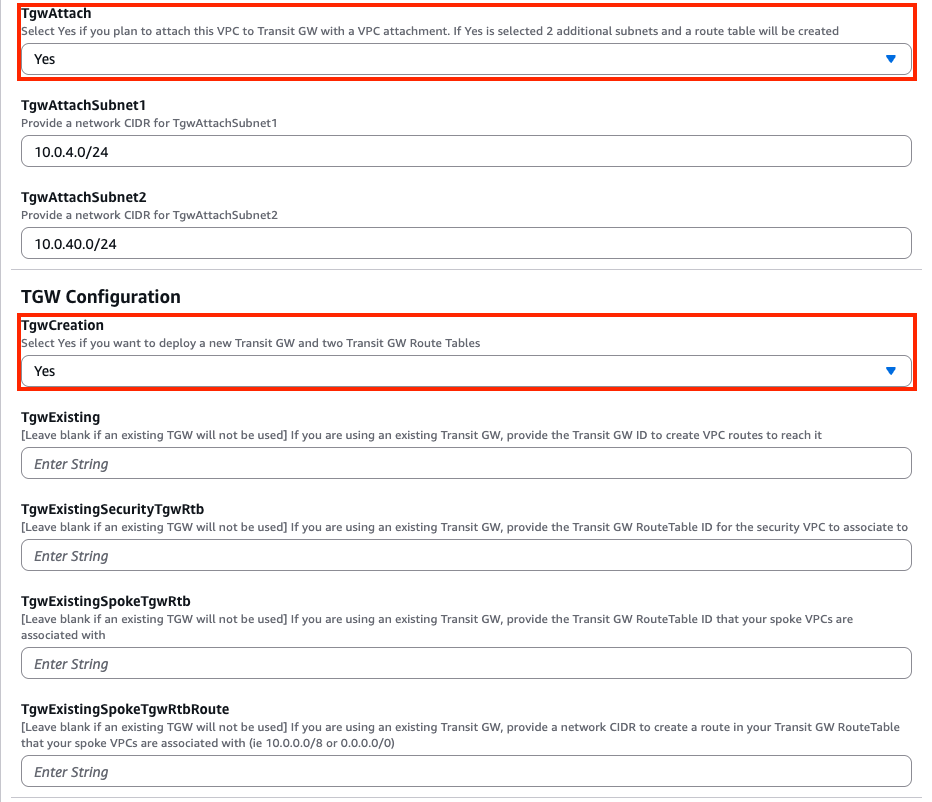 TgwAttach
Select Yes if you plan to attach this VPC to Transit GW with a VPC attachment. If Yes is selected 2 additional subnets and a route table will be created
Yes
TgwAttachSubnet1
Provide a network CIDR for TgwAttachSubnet1
10.0.4.0/24
TgwAttachSubnet2
Provide a network CIDR for TgwAttachSubnet2
10.0.40.0/24
TGW Configuration
TgwCreation
Select Yes if you want to deploy a new Transit GW and two Transit GW Route Tables
Yes
TgwExisting
[Leave blank if an existing TGW will not be used] If you are using an existing Transit GW, provide the Transit GW ID to create VPC routes to reach it
Enter String
TgwExistingSecurityTgwRtb
[Leave blank if an existing TGW will not be used] If you are using an existing Transit GW, provide the Transit GW RouteTable ID for the security VPC to associate to
Enter String
TgwExistingSpokeTgwRtb
[Leave blank if an existing TGW will not be used] If you are using an existing Transit GW, provide the Transit GW RouteTable ID that your spoke VPCs are
associated with
Enter String
TgwExistingSpokeTgwRtbRoute
[Leave blank if an existing TGW will not be used] If you are using an existing Transit GW, provide a network CIDR to create a route in your Transit GW RouteTable
that your spoke VPCs are associated with (ie 10.0.0.0/8 or 0.0.0.0/0)
Enter String